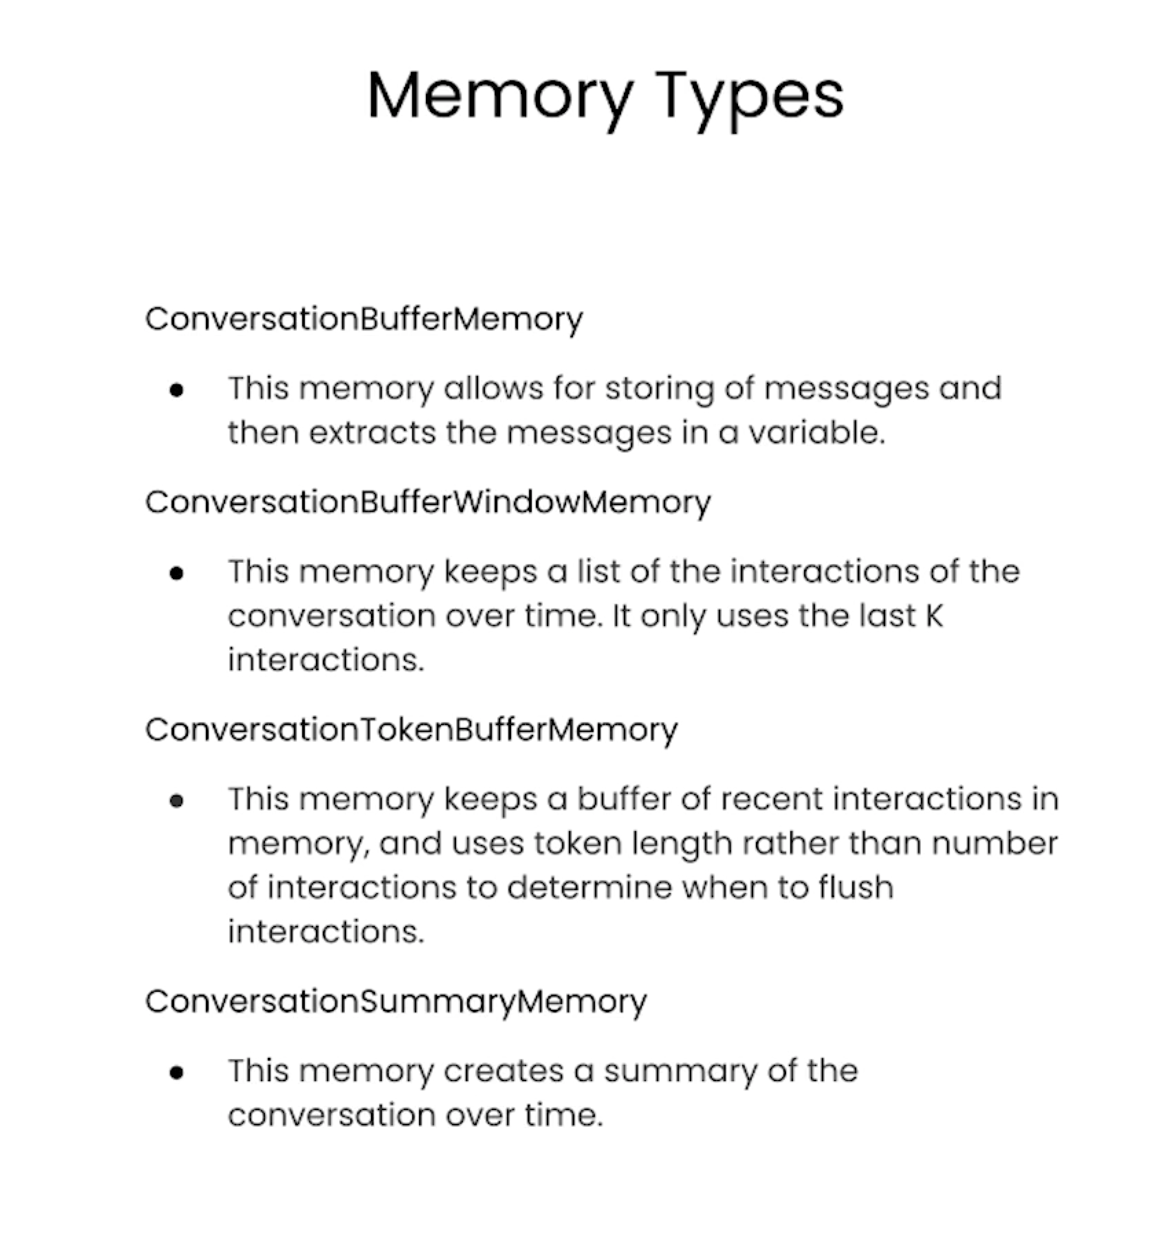 Memory Types
ConversationBufferMemory
● This memory allows for storing of messages and
then extracts the messages in a variable.
ConversationBufferWindowMemory
● This memory keeps a list of the interactions of the
conversation over time. It only uses the last K
interactions.
ConversationTokenBufferMemory
● This memory keeps a buffer of recent interactions in
memory, and uses token length rather than number
of interactions to determine when to flush
interactions.
ConversationSummaryMemory
● This memory creates a summary of the
conversation over time.